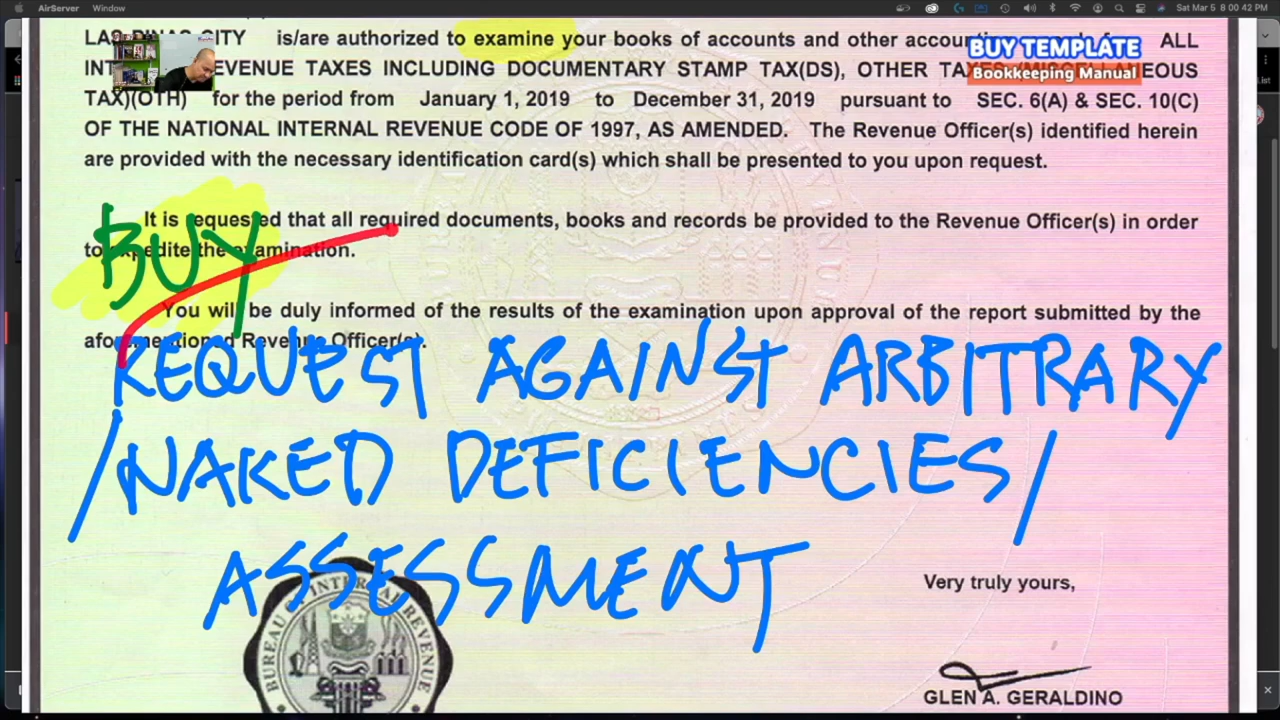 AirServer Window Sat Mar 5 8:00:42 PM
LAS PINAS CITY is/are authorized to examine your books of accounts and other ALL
BUY TEMPLATE
REVENUE TAXES INCLUDING DOCUMENTARY STAMP TAX(DS), OTHER TAXES
Bookkeeping Manual
TAX)(OTH) for the period from January 1, 2019 to December 31, 2019 pursuant to SEC. 6(A) & SEC. 10(C)
OF THE NATIONAL INTERNAL REVENUE CODE OF 1997, AS AMENDED. The Revenue Officer(s) identified herein
are provided with the necessary identification card(s) which shall be presented to you upon request.
It is requested that all required documents, books and records be provided to the Revenue Officer(s) in order
to expedite the examination.
BUY
You will be duly informed of the results of the examination upon approval of the report submitted by the
aforementioned Revenue Officer(s).
REQUEST AGAINST ARBITRARY
/NAKED DEFICIENCIES/
ASSESSMENT
BUREAU OF INTERNAL REVENUE
Very truly yours,
GLEN A. GERALDINO